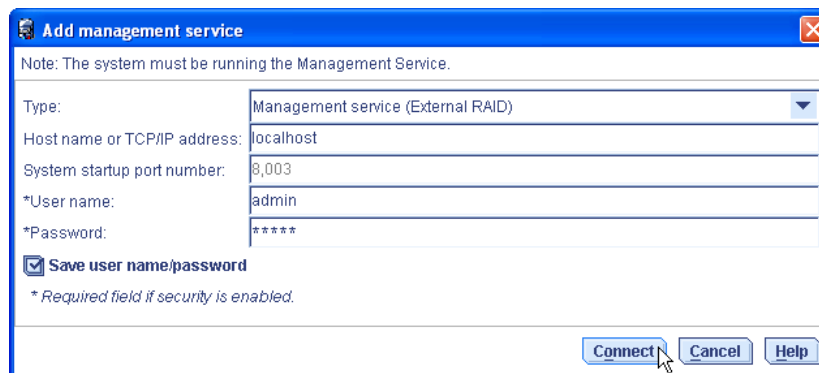 Add management service
Note: The system must be running the Management Service.
Type: Management service (External RAID)
Host name or TCP/IP address: localhost
System startup port number: 8,003
*User name: admin
*Password: *****
Save user name/password
* Required field if security is enabled.
Connect Cancel Help